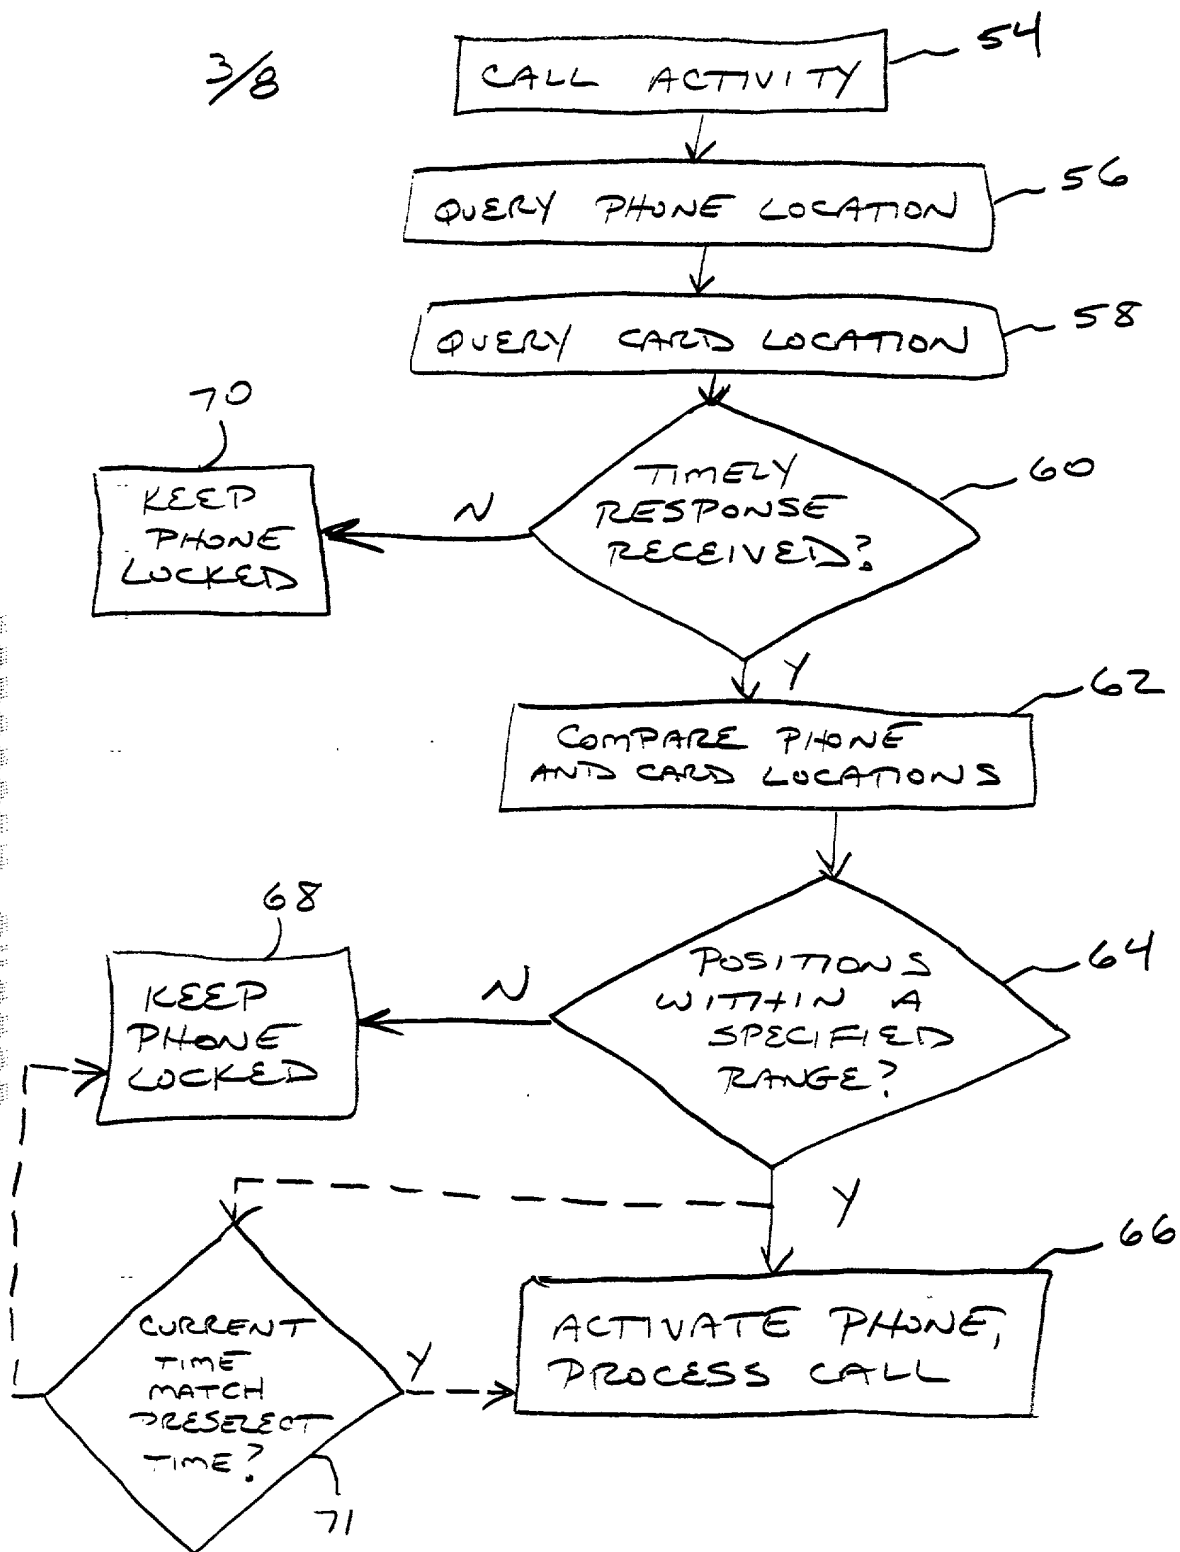 3/8
CALL ACTIVITY
54
QUERY PHONE LOCATION
56
QUERY CARD LOCATION
58
70
KEEP
PHONE
LOCKED
N
TIMELY
RESPONSE
RECEIVED?
60
Y
62
COMPARE PHONE
AND CARD LOCATIONS
68
KEEP
PHONE
LOCKED
N
POSITIONS
WITHIN A
SPECIFIED
RANGE?
64
Y
66
ACTIVATE PHONE,
PROCESS CALL
CURRENT
TIME
MATCH
PRESELECT
TIME?
Y
71